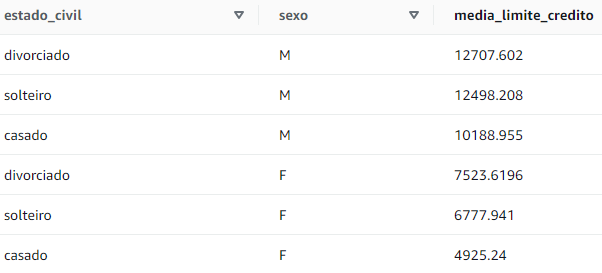 estado_civil sexo media_limite_credito
divorciado M 12707.602
solteiro M 12498.208
casado M 10188.955
divorciado F 7523.6196
solteiro F 6777.941
casado F 4925.24